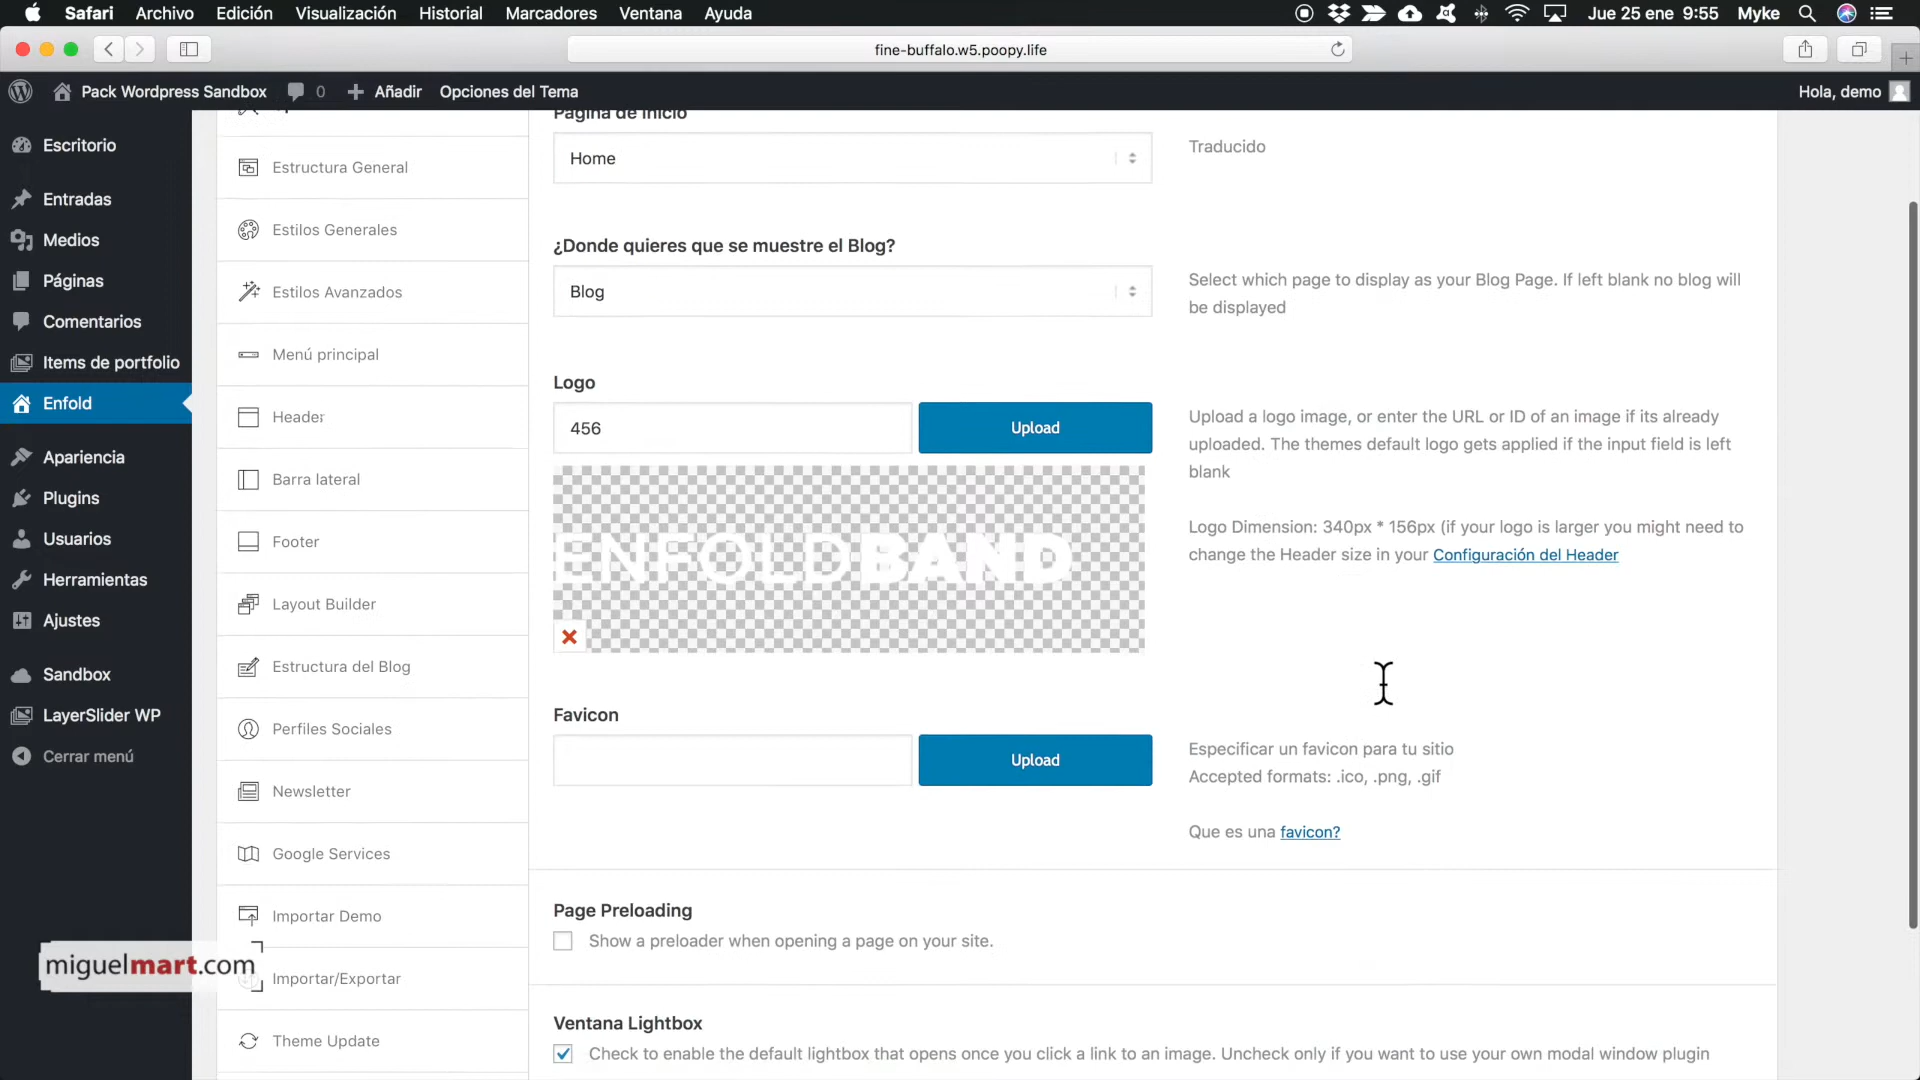 Safari Archivo Edición Visualización Historial Marcadores Ventana Ayuda Jue 25 ene 9:55 Myke
fine-buffalo.w5.poopy.life
Pack Wordpress Sandbox 0 Añadir Opciones del Tema Hola, demo
Escritorio
Entradas
Medios
Páginas
Comentarios
Items de portfolio
Enfold
Apariencia
Plugins
Usuarios
Herramientas
Ajustes
Sandbox
LayerSlider WP
Cerrar menú
Estructura General
Estilos Generales
Estilos Avanzados
Menú principal
Header
Barra lateral
Footer
Layout Builder
Estructura del Blog
Perfiles Sociales
Newsletter
Google Services
Importar Demo
Importar/Exportar
Theme Update
Página de Inicio
Home
Traducido
¿Donde quieres que se muestre el Blog?
Blog
Select which page to display as your Blog Page. If left blank no blog will
be displayed
Logo
456 Upload
Upload a logo image, or enter the URL or ID of an image if its already
uploaded. The themes default logo gets applied if the input field is left
blank
Logo Dimension: 340px * 156px (if your logo is larger you might need to
change the Header size in your Configuración del Header
ENFOLDBAND
Favicon
Upload
Especificar un favicon para tu sitio
Accepted formats: .ico, .png, .gif
Que es una favicon?
Page Preloading
Show a preloader when opening a page on your site.
Ventana Lightbox
Check to enable the default lightbox that opens once you click a link to an image. Uncheck only if you want to use your own modal window plugin
miguelmart.com